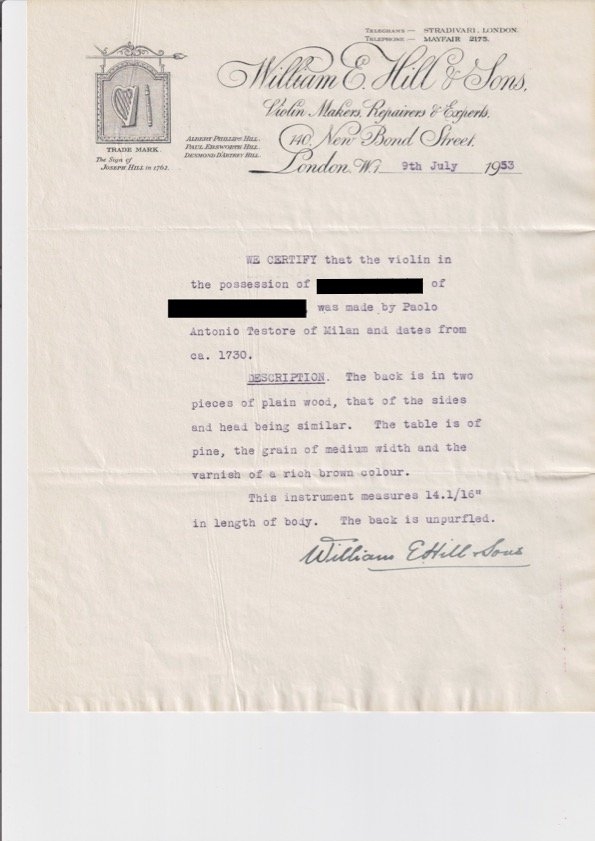 TELEGRAMS — STRADIVARI, LONDON.
TELEPHONE — MAYFAIR 2175.
William E. Hill & Sons,
Violin Makers, Repairers & Experts,
140, New Bond Street,
London, W.1 9th July 1953
TRADE MARK.
The Sign of
JOSEPH HILL in 1762.
ALBERT PHILLIPS HILL.
PAUL EBSWORTH HILL.
DESMOND D'ARTREY HILL.
WE CERTIFY that the violin in
the possession of of
, was made by Paolo
Antonio Testore of Milan and dates from
ca. 1730.
DESCRIPTION. The back is in two
pieces of plain wood, that of the sides
and head being similar. The table is of
pine, the grain of medium width and the
varnish of a rich brown colour.
This instrument measures 14.1/16"
in length of body. The back is unpurfled.
William E Hill & Sons